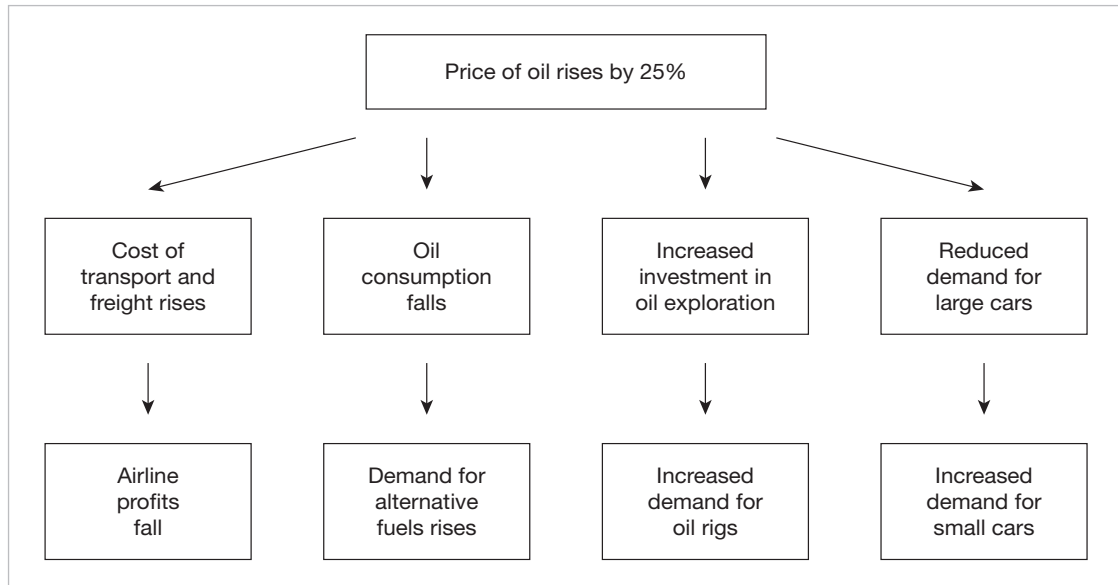 Price of oil rises by 25%
Cost of
transport and
freight rises
Oil
consumption
falls
Increased
investment in
oil exploration
Reduced
demand for
large cars
Airline
profits
fall
Demand for
alternative
fuels rises
Increased
demand for
oil rigs
Increased
demand for
small cars